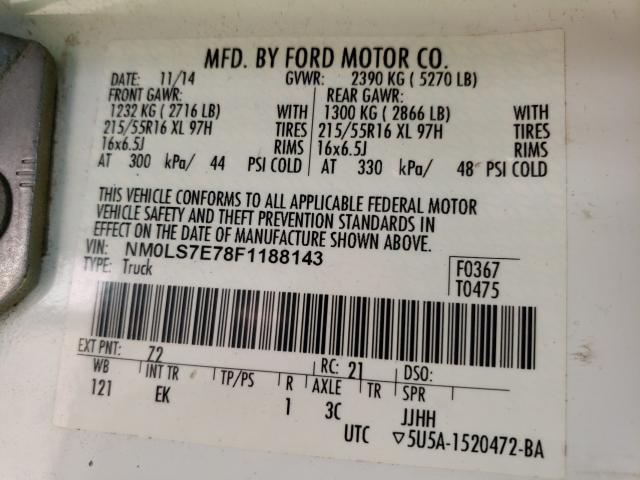 MFD. BY FORD MOTOR CO.
DATE: 11/14 GVWR: 2390 KG ( 5270 LB)
FRONT GAWR: REAR GAWR:
1232 KG ( 2716 LB) WITH 1300 KG ( 2866 LB) WITH
215/55R16 XL 97H TIRES 215/55R16 XL 97H TIRES
16x6.5J RIMS 16x6.5J RIMS
AT 300 kPa/ 44 PSI COLD AT 330 kPa/ 48 PSI COLD
THIS VEHICLE CONFORMS TO ALL APPLICABLE FEDERAL MOTOR
VEHICLE SAFETY AND THEFT PREVENTION STANDARDS IN
EFFECT ON THE DATE OF MANUFACTURE SHOWN ABOVE.
VIN: NM0LS7E78F1188143
TYPE: Truck F0367
T0475
EXT PNT: 72 RC: 21 DSO:
WB INT TR TP/PS R AXLE TR SPR
121 EK 1 3C JJHH
UTC ▽5U5A-1520472-BA